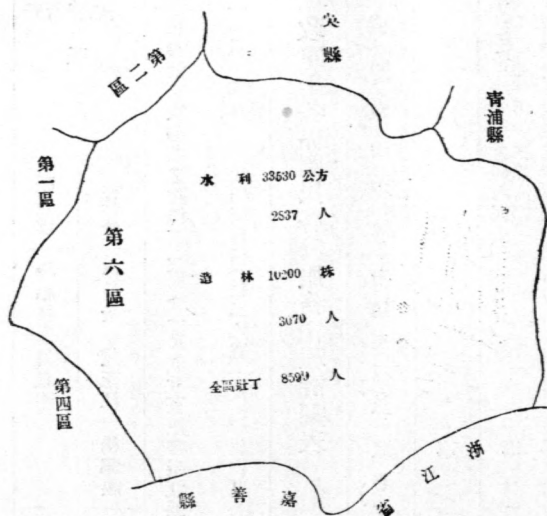 吳縣
第二區
青浦縣
第一區
第六區
水利 33530 公方
2837 人
造林 10200 株
3070 人
全區壯丁 8599 人
第四區
浙江省
嘉善縣